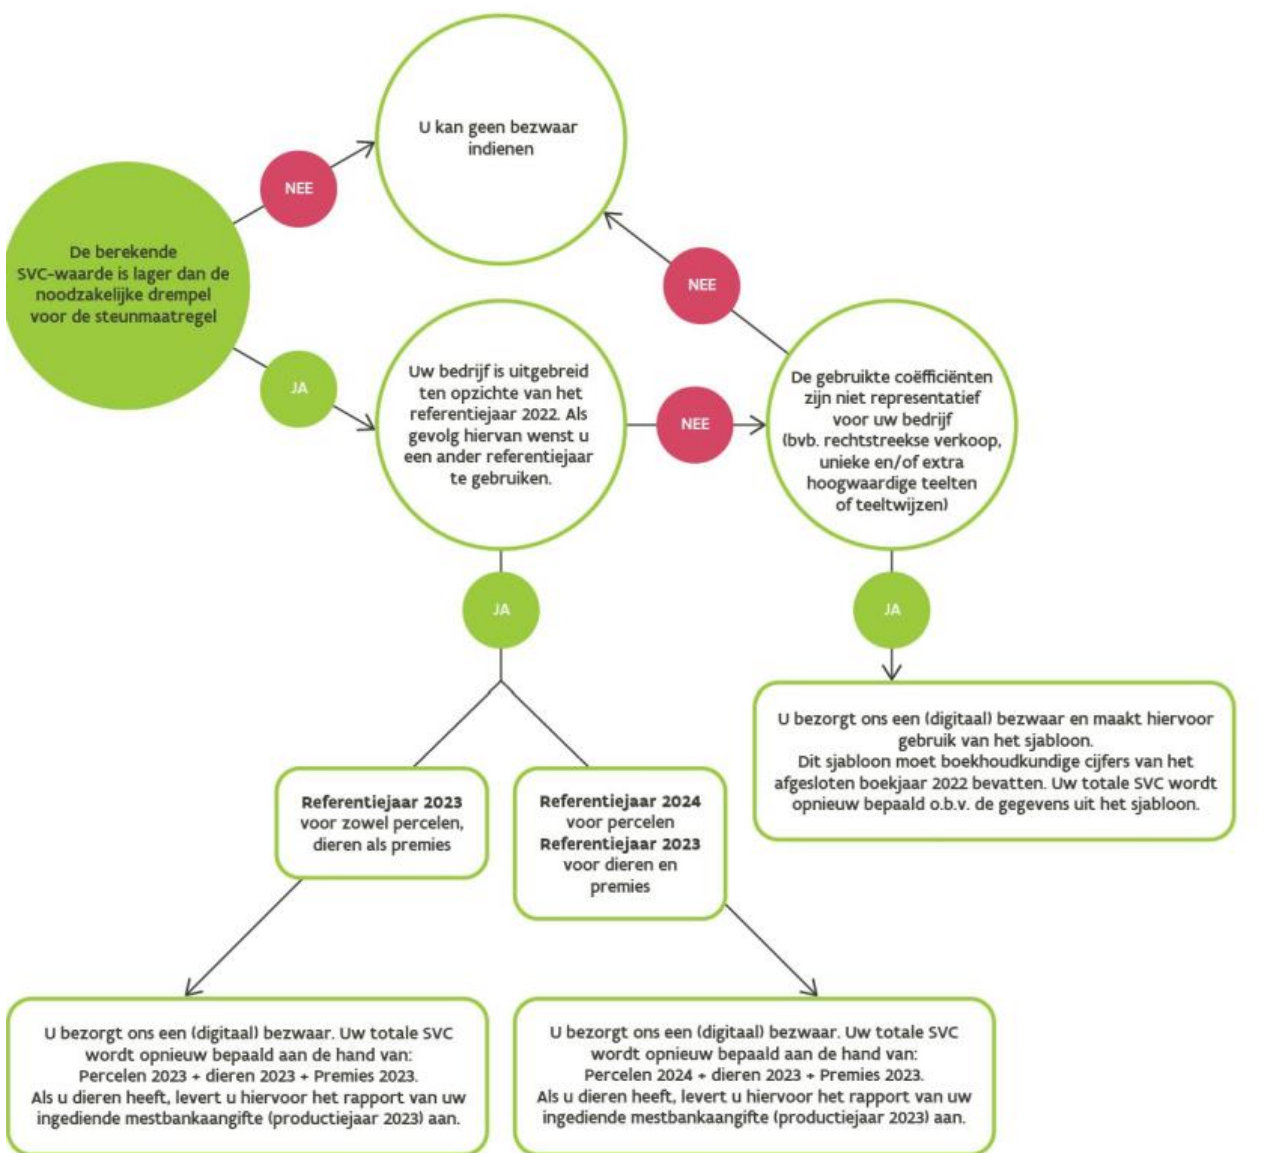 U kan geen bezwaar
indienen
NEE
De berekende
SVC-waarde is lager dan de
noodzakelijke drempel
voor de steunmaatregel
NEE
JA
Uw bedrijf is uitgebreid
ten opzichte van het
referentiejaar 2022. Als
gevolg hiervan wenst u
een ander referentiejaar
te gebruiken.
NEE
De gebruikte coëfficiënten
zijn niet representatief
voor uw bedrijf
(bvb. rechtstreekse verkoop,
unieke en/of extra
hoogwaardige teelten
of teeltwijzen)
JA
JA
U bezorgt ons een (digitaal) bezwaar en maakt hiervoor
gebruik van het sjabloon.
Dit sjabloon moet boekhoudkundige cijfers van het
afgesloten boekjaar 2022 bevatten. Uw totale SVC wordt
opnieuw bepaald o.b.v. de gegevens uit het sjabloon.
Referentiejaar 2023
voor zowel percelen,
dieren als premies
Referentiejaar 2024
voor percelen
Referentiejaar 2023
voor dieren en
premies
U bezorgt ons een (digitaal) bezwaar. Uw totale SVC
wordt opnieuw bepaald aan de hand van:
Percelen 2023 + dieren 2023 + Premies 2023.
Als u dieren heeft, levert u hiervoor het rapport van uw
ingediende mestbankaangifte (productiejaar 2023) aan.
U bezorgt ons een (digitaal) bezwaar. Uw totale SVC
wordt opnieuw bepaald aan de hand van:
Percelen 2024 + dieren 2023 + Premies 2023.
Als u dieren heeft, levert u hiervoor het rapport van uw
ingediende mestbankaangifte (productiejaar 2023) aan.